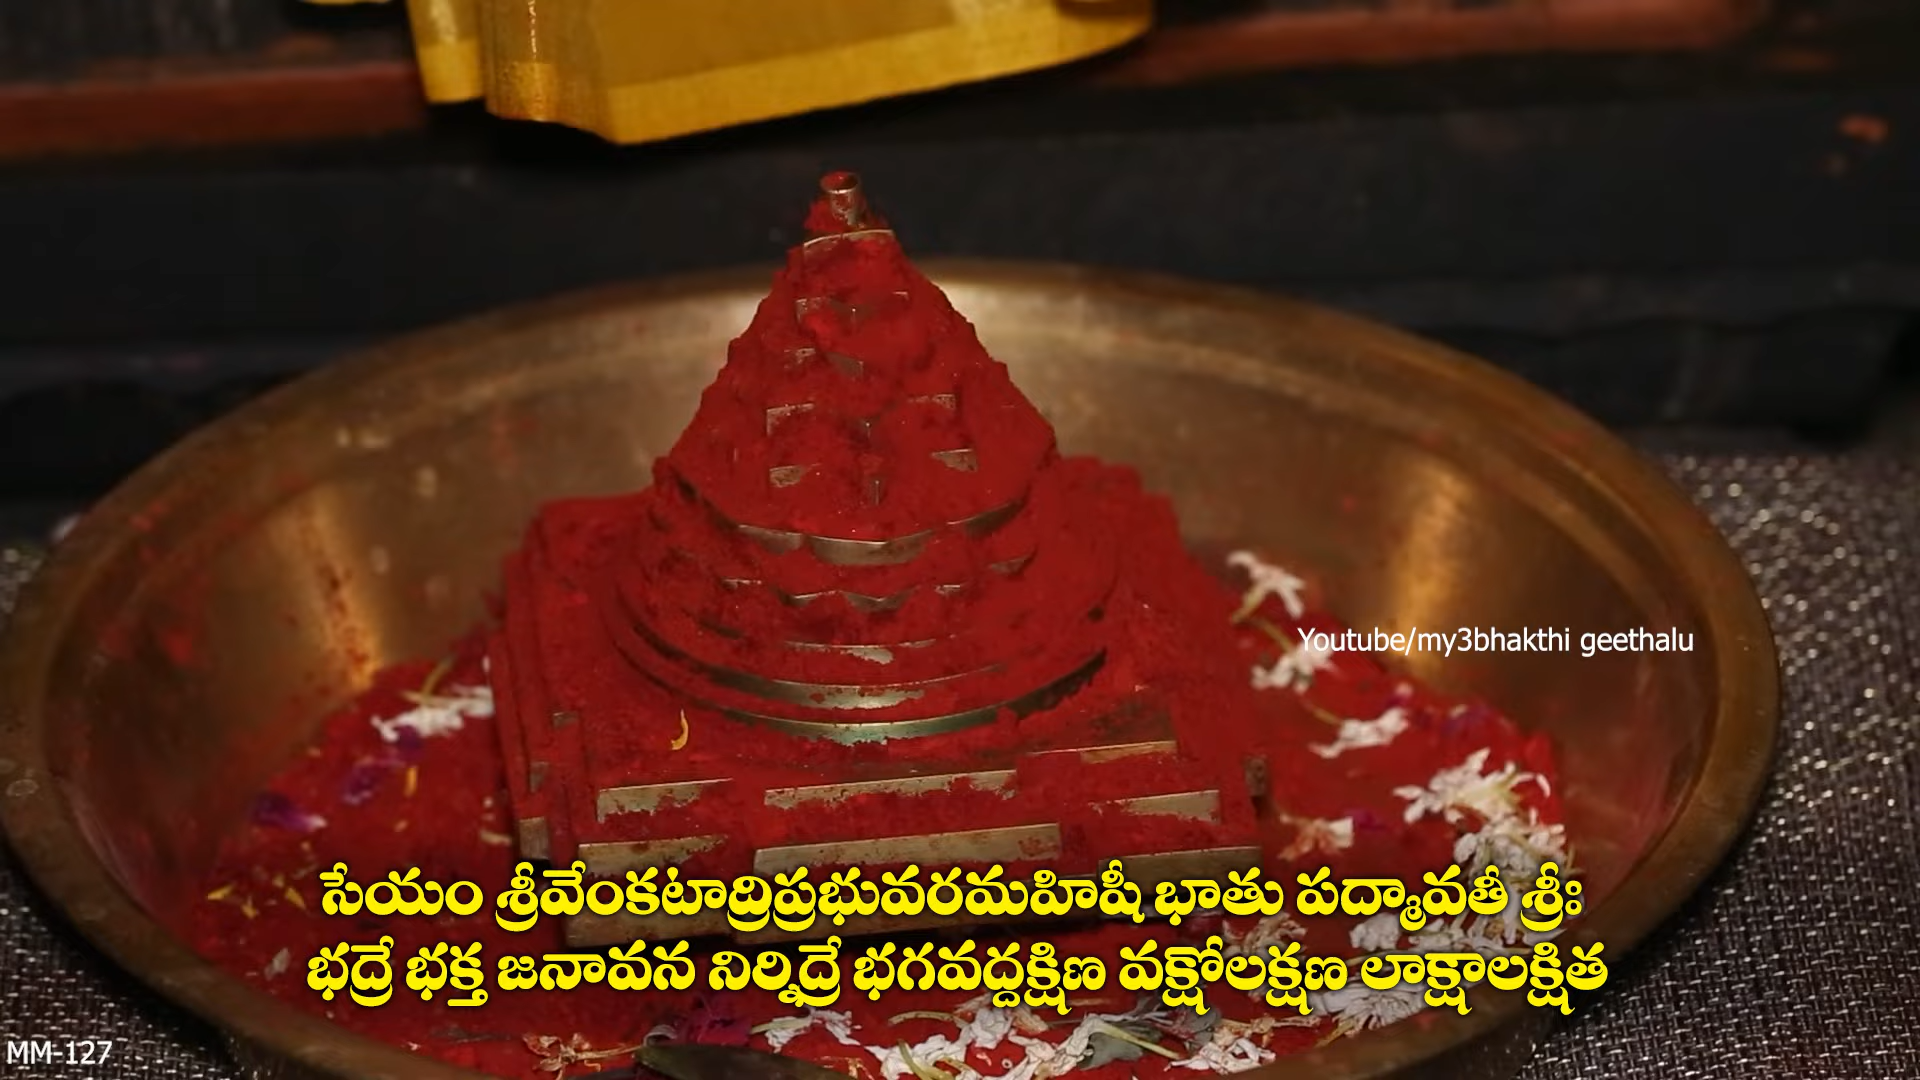 Youtube/my3bhakthi geethalu
సేయం శ్రీవేంకటాద్రిప్రభువరమహిషీ భాతు పద్మావతీ శ్రీః
భద్రే భక్త జనావన నిర్నిద్రే భగవద్దక్షిణ వక్షోలక్షణ లాక్షాలక్షిత
MM-127